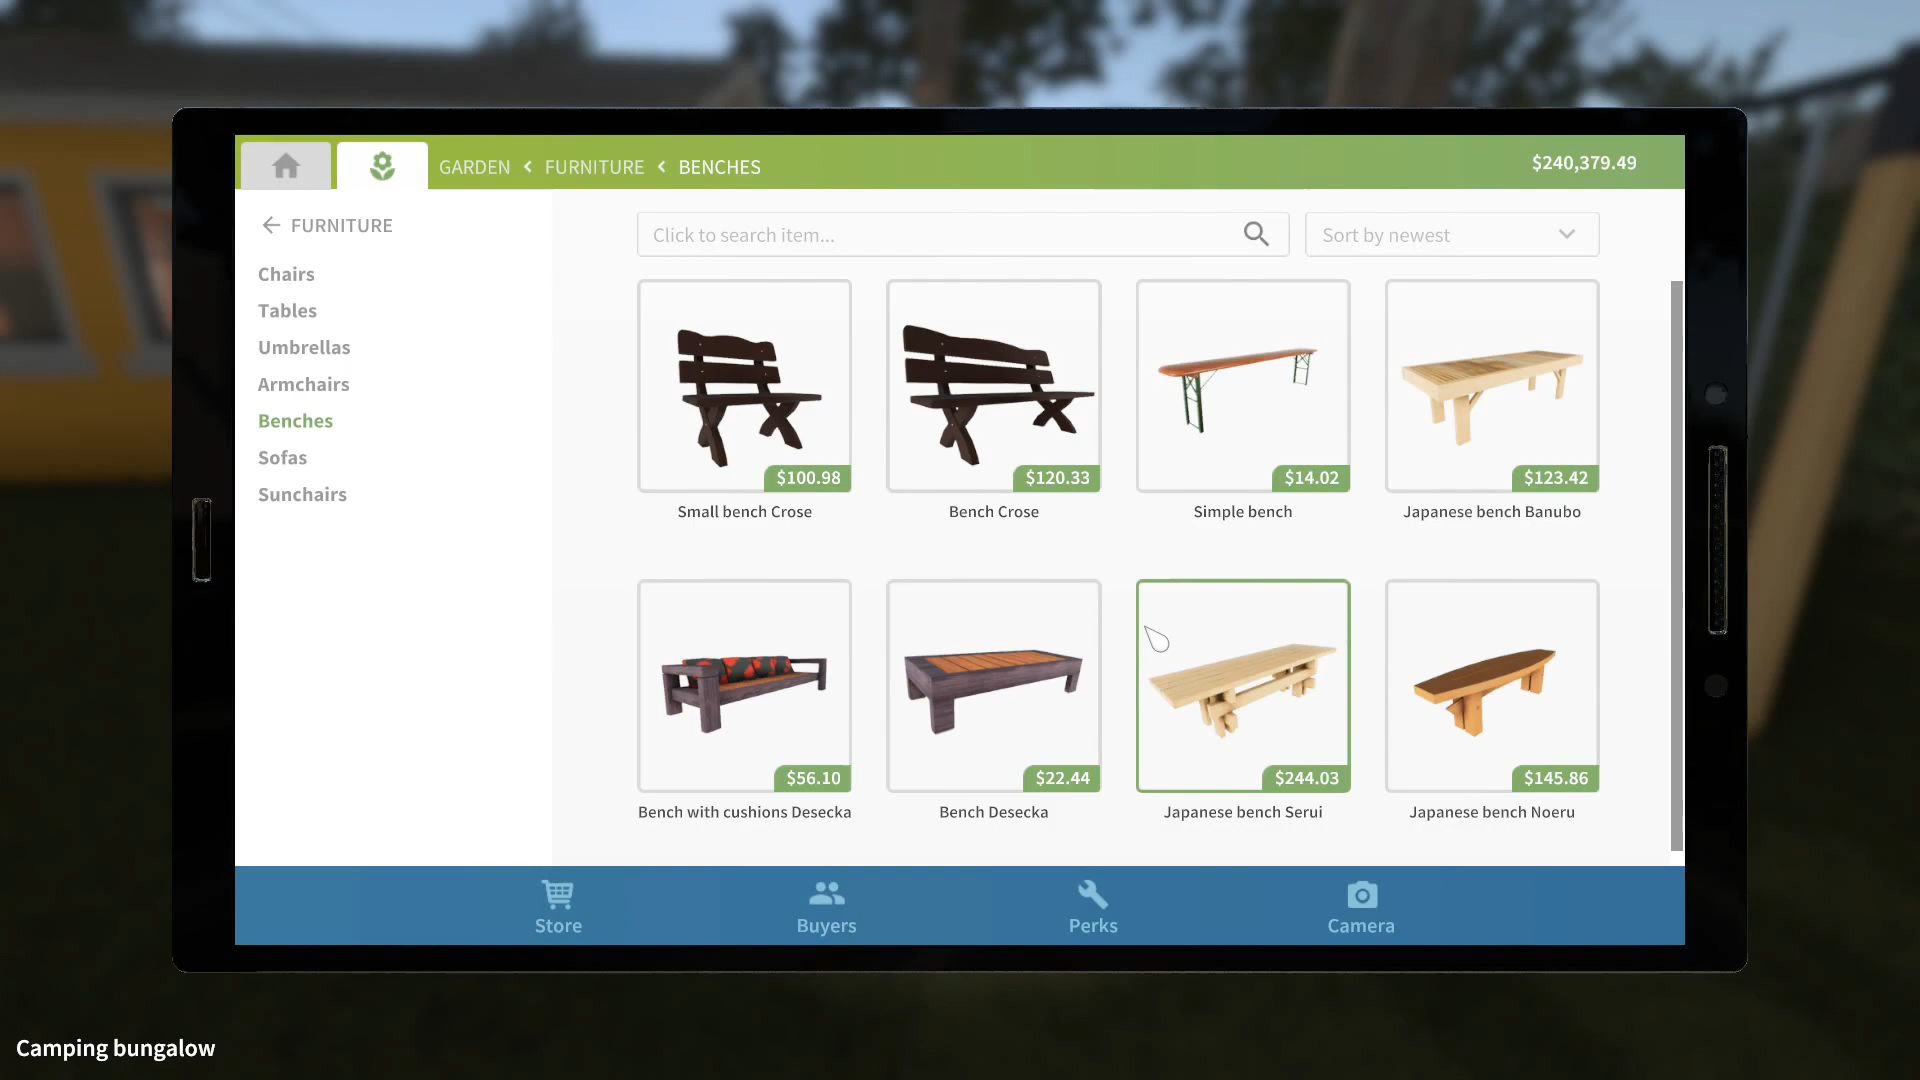 GARDEN < FURNITURE < BENCHES
$240,379.49
FURNITURE
Chairs
Tables
Umbrellas
Armchairs
Benches
Sofas
Sunchairs
Click to search item...
Sort by newest
$100.98
$120.33
$14.02
$123.42
Small bench Crose
Bench Crose
Simple bench
Japanese bench Banubo
$56.10
$22.44
$244.03
$145.86
Bench with cushions Desecka
Bench Desecka
Japanese bench Serui
Japanese bench Noeru
Store
Buyers
Perks
Camera
Camping bungalow